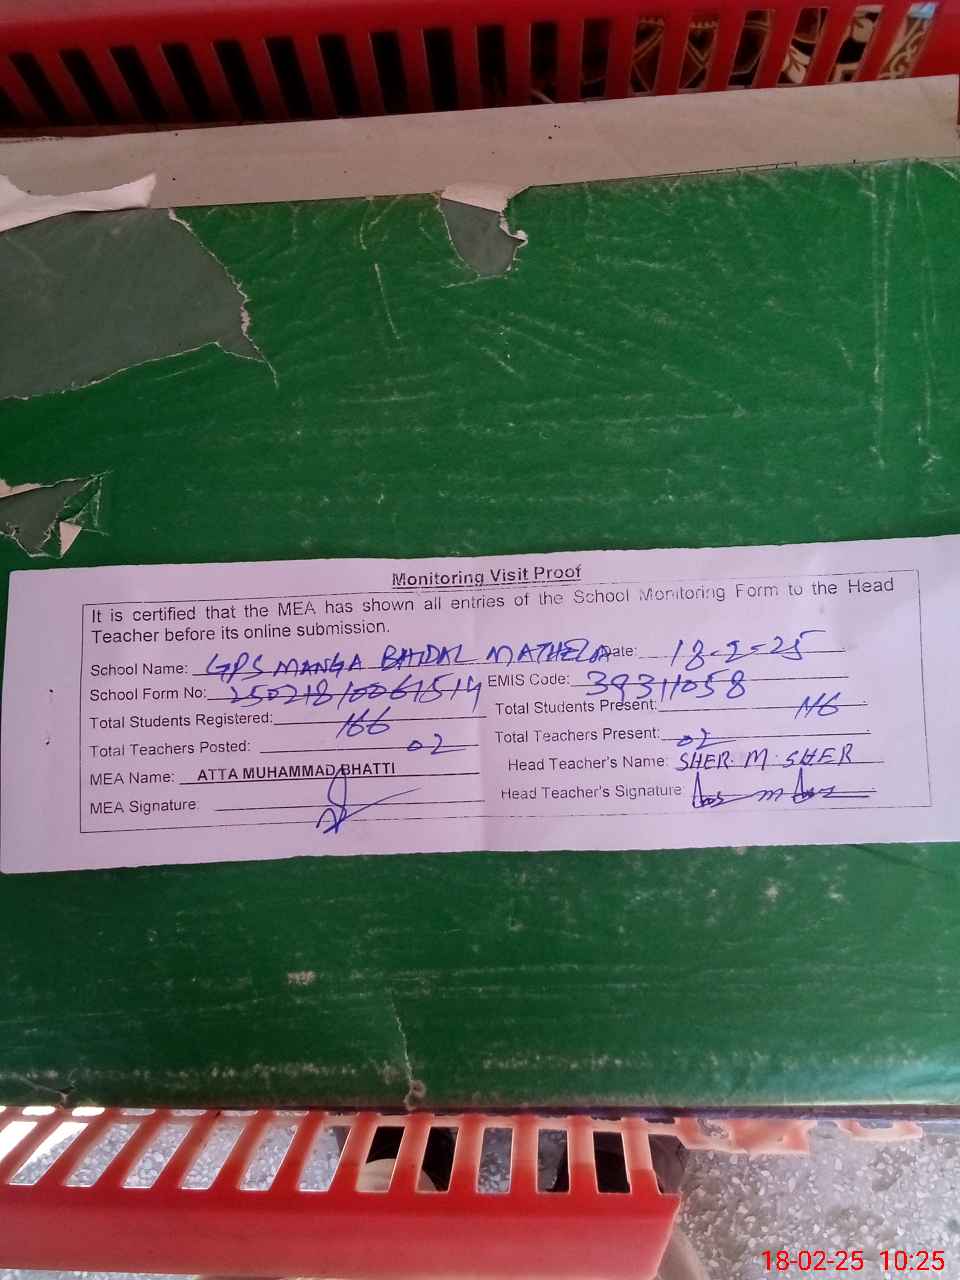 Monitoring Visit Proof
It is certified that the MEA has shown all entries of the School Monitoring Form to the Head
Teacher before its online submission.
School Name: GPS MANGA BHIDAL MATHELA Date: 18-2-25
School Form No: EMIS Code: 39311058
Total Students Registered: 166 Total Students Present: 116
Total Teachers Posted: 02 Total Teachers Present: 02
MEA Name: ATTA MUHAMMAD BHATTI Head Teacher's Name: SHER M SHER
MEA Signature: Head Teacher's Signature:
18-02-25 10:25